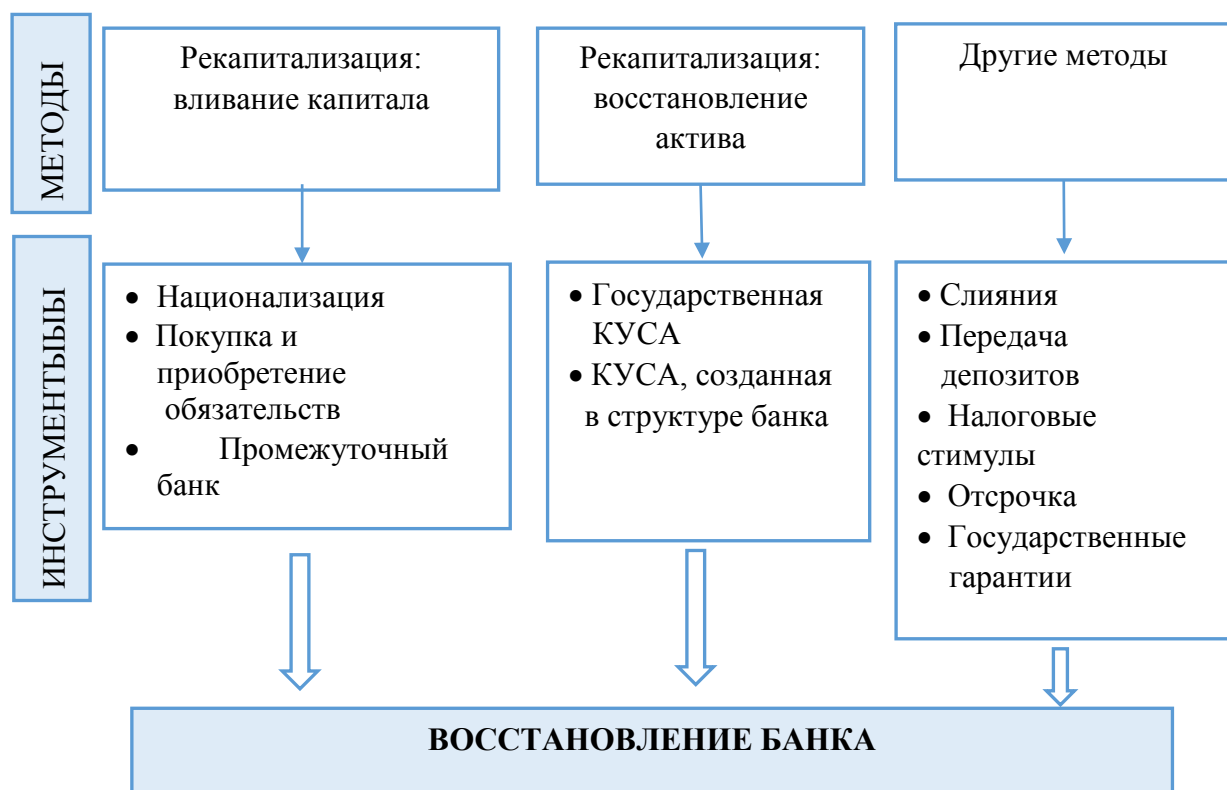 МЕТОДЫ
Рекапитализация:
вливание капитала
Рекапитализация:
восстановление
актива
Другие методы
ИНСТРУМЕНТЫЫЫ
• Национализация
• Покупка и
приобретение
обязательств
• Промежуточный
банк
• Государственная
КУСА
• КУСА, созданная
в структуре банка
• Слияния
• Передача
депозитов
• Налоговые
стимулы
• Отсрочка
• Государственные
гарантии
ВОССТАНОВЛЕНИЕ БАНКА